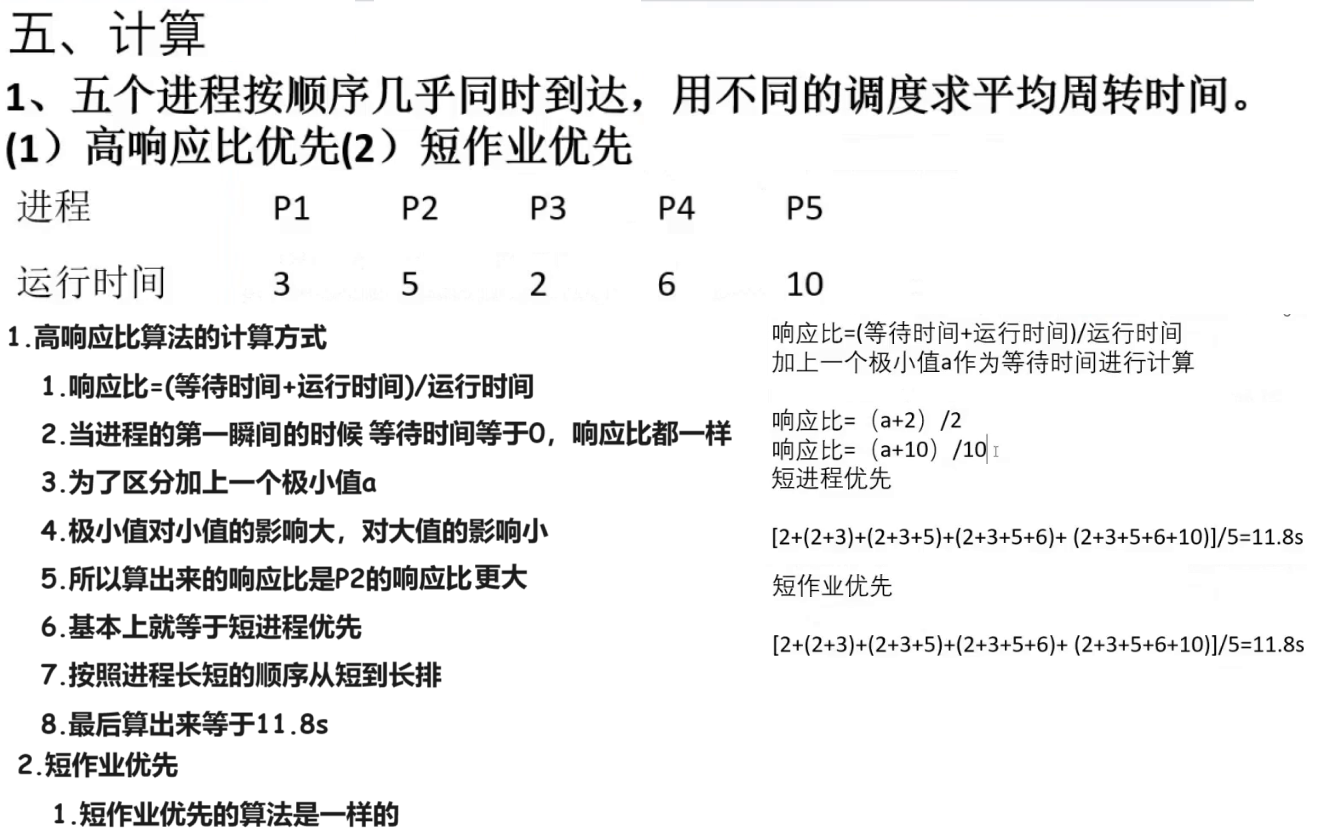 五、计算
1、五个进程按顺序几乎同时到达，用不同的调度求平均周转时间。
(1）高响应比优先(2）短作业优先
进程 P1 P2 P3 P4 P5
运行时间 3 5 2 6 10
1.高响应比算法的计算方式
1.响应比=(等待时间+运行时间)/运行时间
2.当进程的第一瞬间的时候 等待时间等于0，响应比都一样
3.为了区分加上一个极小值a
4.极小值对小值的影响大，对大值的影响小
5.所以算出来的响应比是P2的响应比更大
6.基本上就等于短进程优先
7.按照进程长短的顺序从短到长排
8.最后算出来等于11.8s
2.短作业优先
1.短作业优先的算法是一样的
响应比=(等待时间+运行时间)/运行时间
加上一个极小值a作为等待时间进行计算
响应比=（a+2）/2
响应比=（a+10）/10
短进程优先
[2+(2+3)+(2+3+5)+(2+3+5+6)+ (2+3+5+6+10)]/5=11.8s
短作业优先
[2+(2+3)+(2+3+5)+(2+3+5+6)+ (2+3+5+6+10)]/5=11.8s